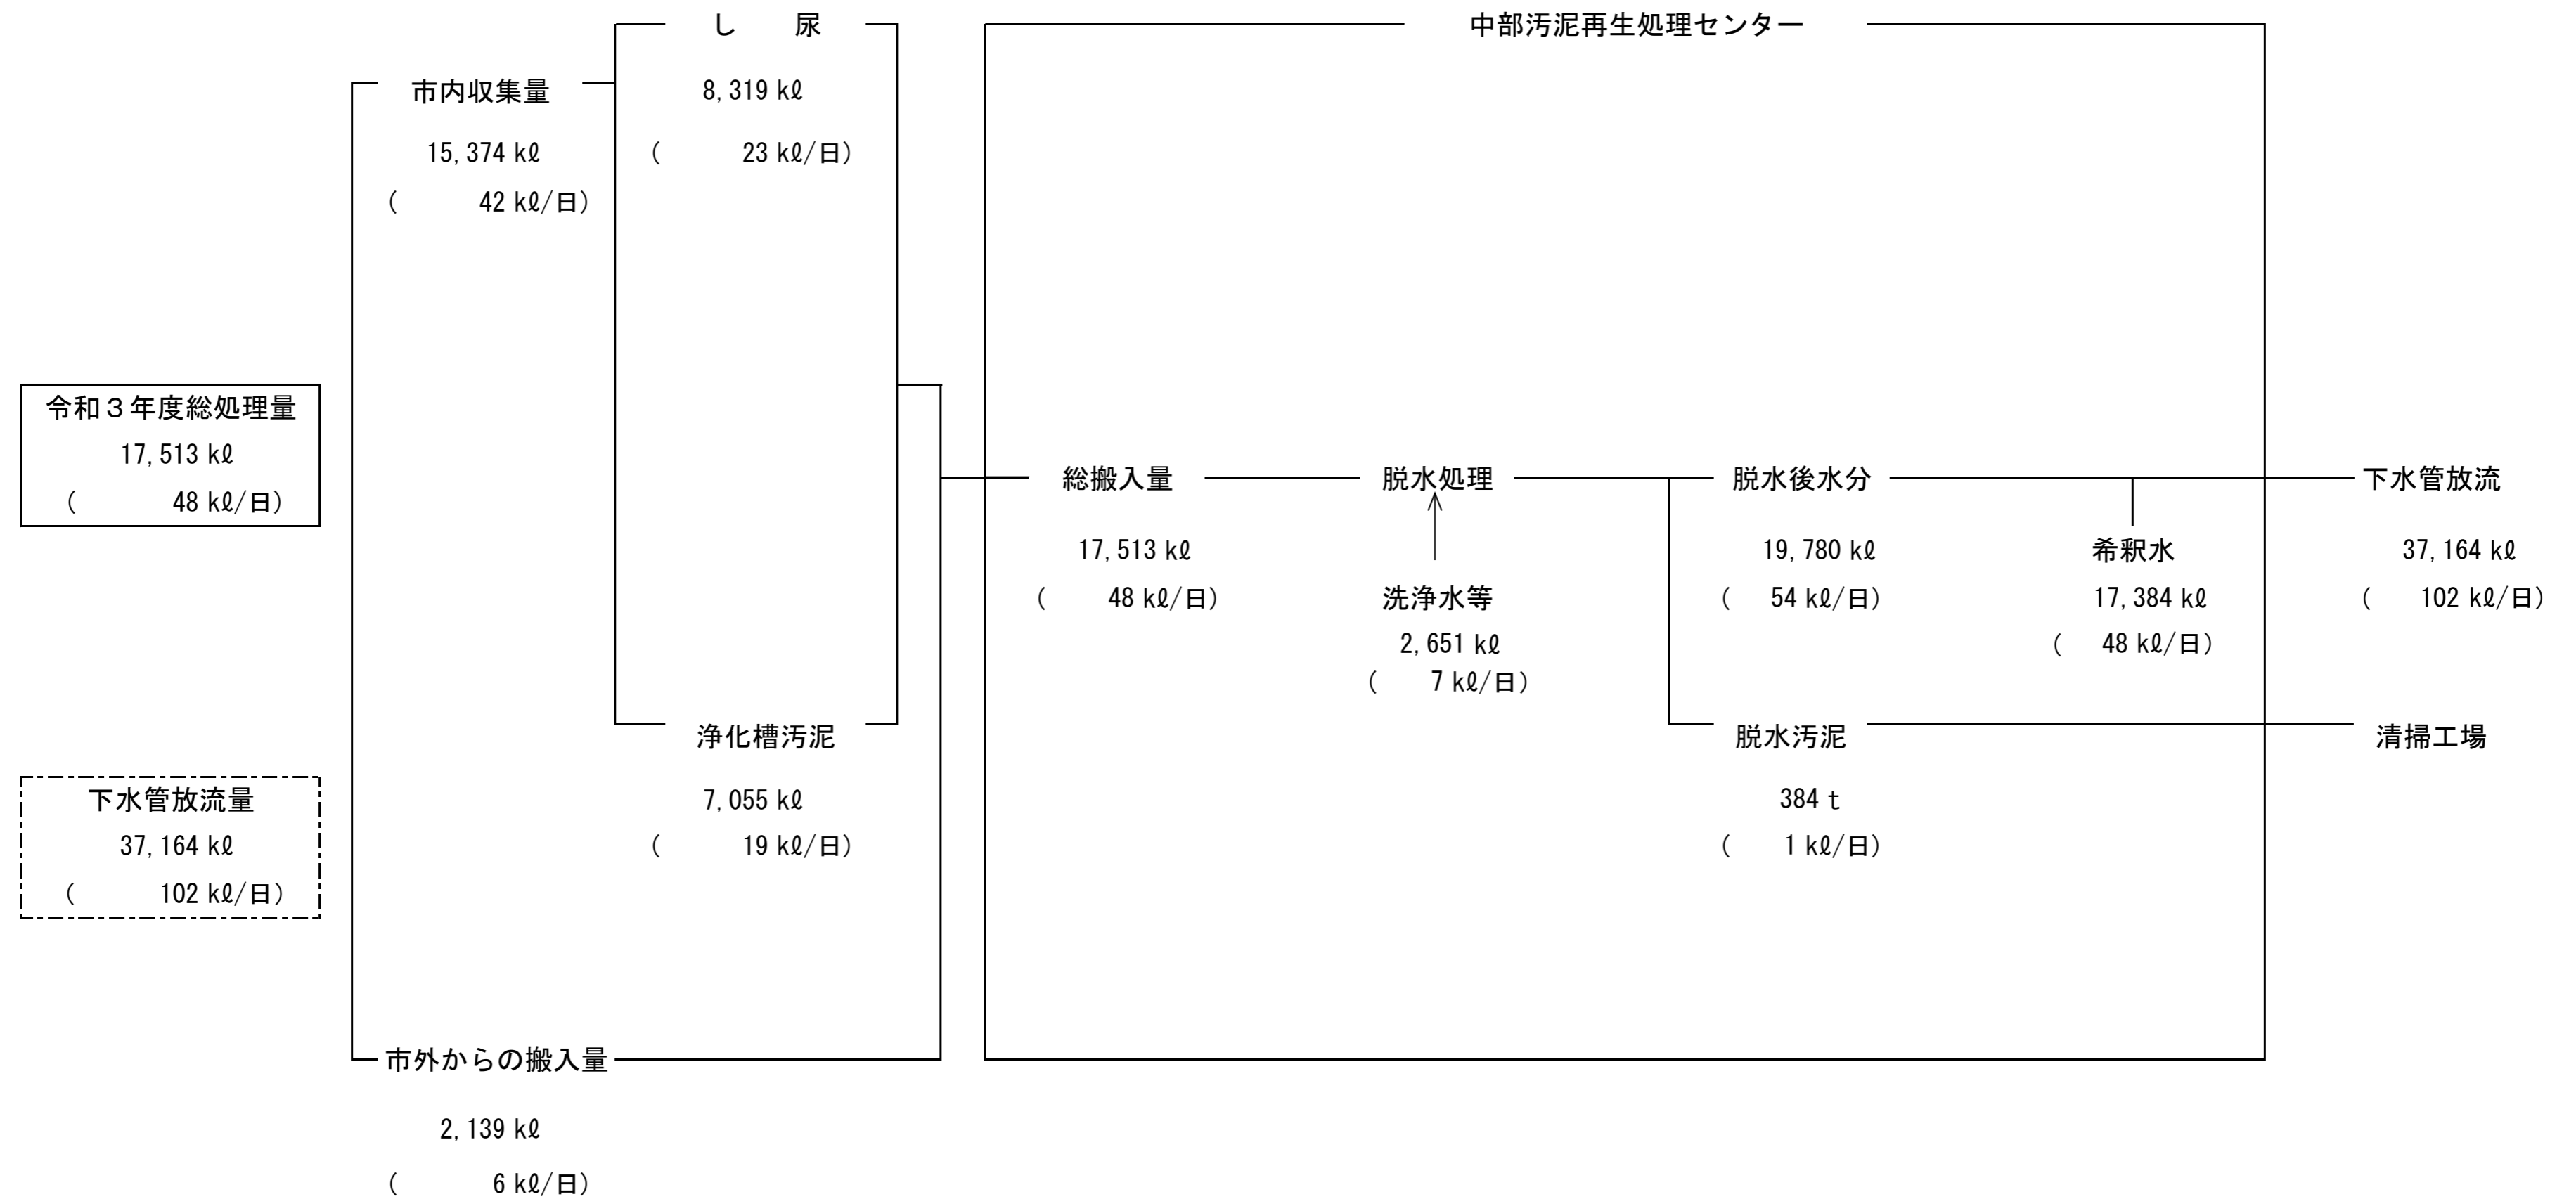 し　　尿
中部汚泥再生処理センター
市内収集量
8,319 kℓ
15,374 kℓ
(　　23 kℓ/日)
(　　42 kℓ/日)
令和３年度総処理量
17,513 kℓ
(　　48 kℓ/日)
総搬入量
脱水処理
脱水後水分
下水管放流
17,513 kℓ
19,780 kℓ
希釈水
37,164 kℓ
(　　48 kℓ/日)
洗浄水等
(　　54 kℓ/日)
17,384 kℓ
(　　102 kℓ/日)
2,651 kℓ
(　　48 kℓ/日)
(　　7 kℓ/日)
浄化槽汚泥
脱水汚泥
清掃工場
下水管放流量
7,055 kℓ
384 t
37,164 kℓ
(　　19 kℓ/日)
(　　1 kℓ/日)
(　　102 kℓ/日)
市外からの搬入量
2,139 kℓ
(　　6 kℓ/日)